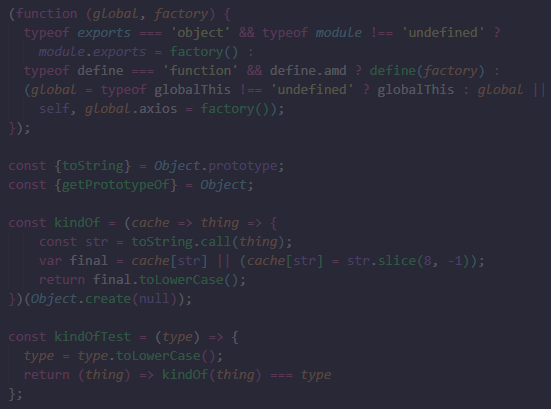 (function (global, factory) {
typeof exports === 'object' && typeof module !== 'undefined' ?
module.exports = factory() :
typeof define === 'function' && define.amd ? define(factory) :
(global = typeof globalThis !== 'undefined' ? globalThis : global ||
self, global.axios = factory());
});
const {toString} = Object.prototype;
const {getPrototypeOf} = Object;
const kindOf = (cache => thing => {
const str = toString.call(thing);
var final = cache[str] || (cache[str] = str.slice(8, -1));
return final.toLowerCase();
})(Object.create(null));
const kindOfTest = (type) => {
type = type.toLowerCase();
return (thing) => kindOf(thing) === type
};